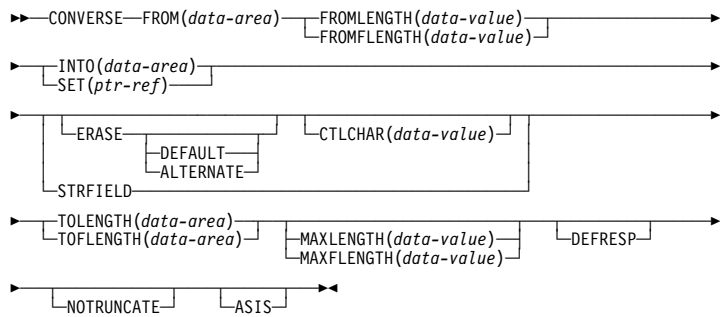 CONVERSE FROM(data-area) FROMLENGTH(data-value)
FROMFLENGTH(data-value)
INTO(data-area)
SET(ptr-ref)
ERASE CTLCHAR(data-value)
DEFAULT
ALTERNATE
STRFIELD
TOLENGTH(data-area)
TOFLENGTH(data-area) MAXLENGTH(data-value) DEFRESP
MAXFLENGTH(data-value)
NOTRUNCATE ASIS